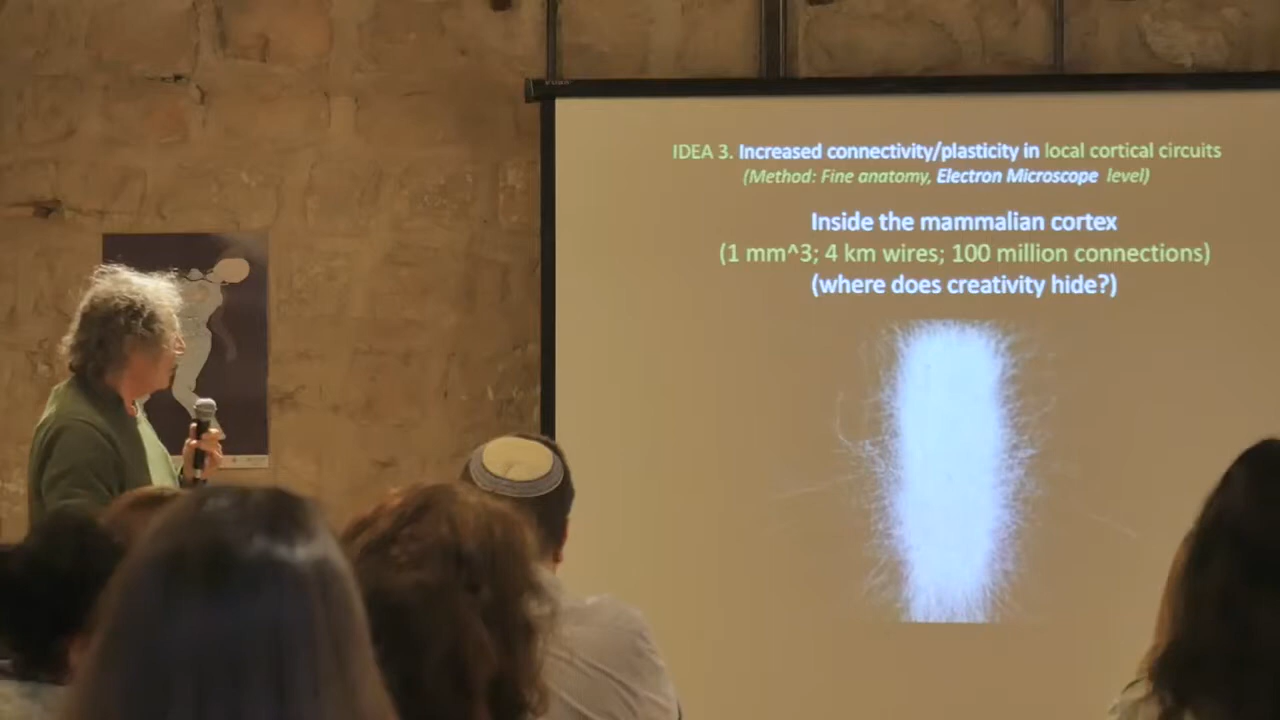 IDEA 3. Increased connectivity/plasticity in local cortical circuits
(Method: Fine anatomy, Electron Microscope level)
Inside the mammalian cortex
(1 mm^3; 4 km wires; 100 million connections)
(where does creativity hide?)